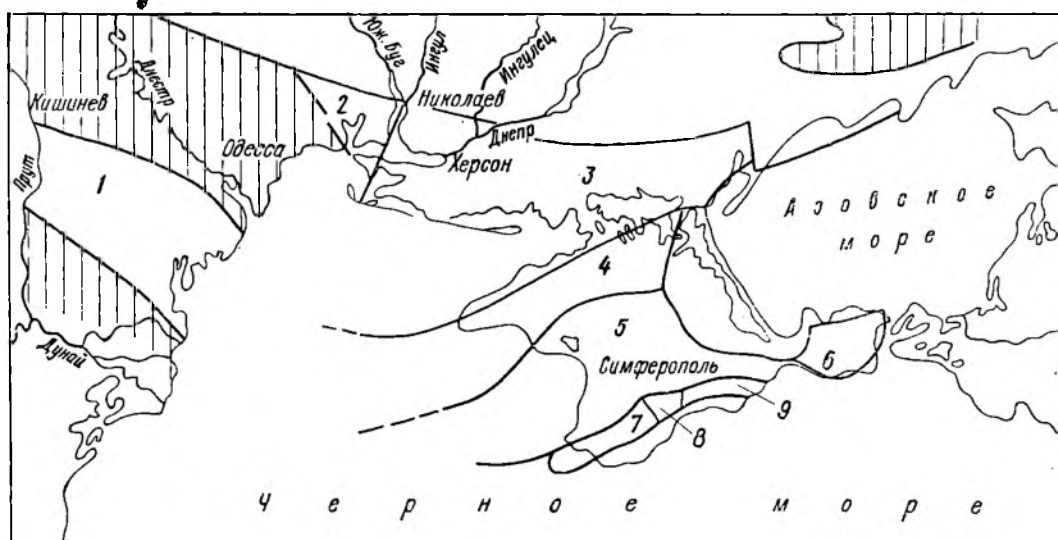 Юж. Буг
Ингул
Ингулец
Днестр
Кишинев
2
Николаев
Днепр
Одесса
Херсон
Прут
1
3
Азовское
море
4
5
Дунай
Симферополь
6
9
7
8
Черное море